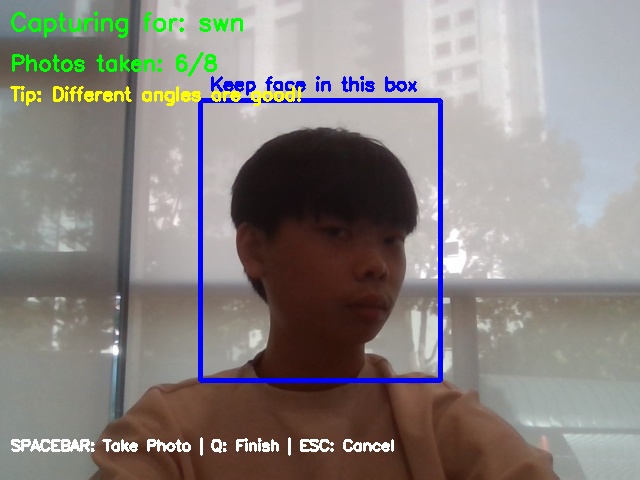 Capturing for: swn
Photos taken: 6/8
Keep face in this box
Tip: Different angles are good!
SPACEBAR: Take Photo | Q: Finish | ESC: Cancel